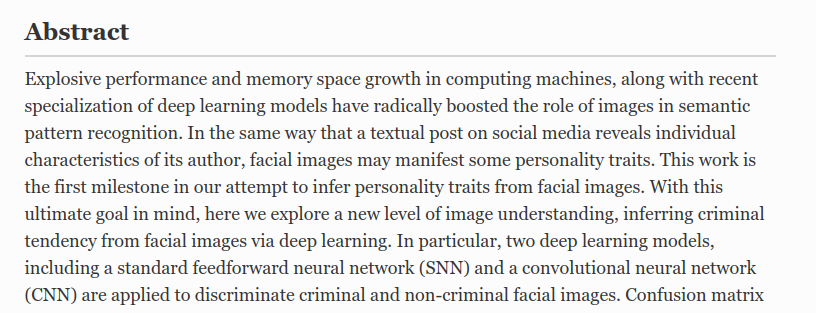 Abstract
Explosive performance and memory space growth in computing machines, along with recent
specialization of deep learning models have radically boosted the role of images in semantic
pattern recognition. In the same way that a textual post on social media reveals individual
characteristics of its author, facial images may manifest some personality traits. This work is
the first milestone in our attempt to infer personality traits from facial images. With this
ultimate goal in mind, here we explore a new level of image understanding, inferring criminal
tendency from facial images via deep learning. In particular, two deep learning models,
including a standard feedforward neural network (SNN) and a convolutional neural network
(CNN) are applied to discriminate criminal and non-criminal facial images. Confusion matrix